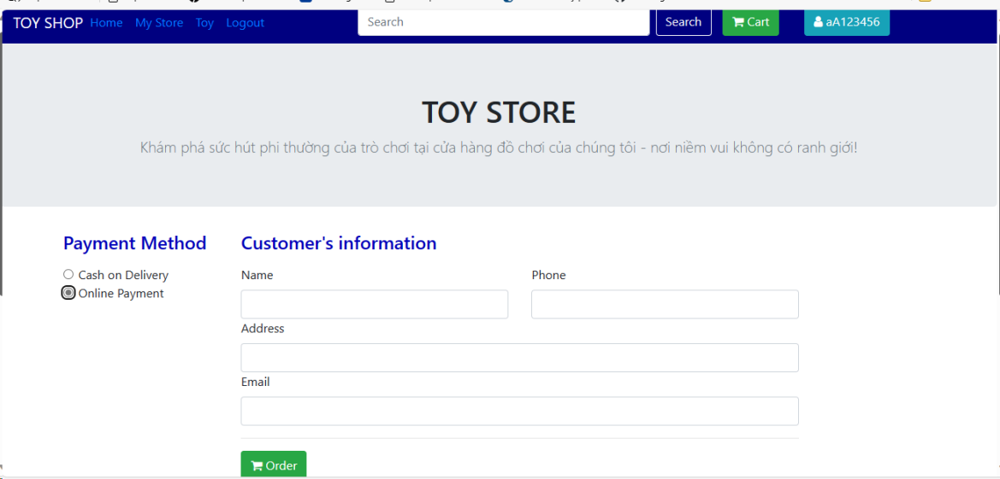 TOY SHOP Home My Store Toy Logout Search Search Cart aA123456
TOY STORE
Khám phá sức hút phi thường của trò chơi tại cửa hàng đồ chơi của chúng tôi - nơi niềm vui không có ranh giới!
Payment Method
Cash on Delivery
Online Payment
Customer's information
Name Phone
Address
Email
Order